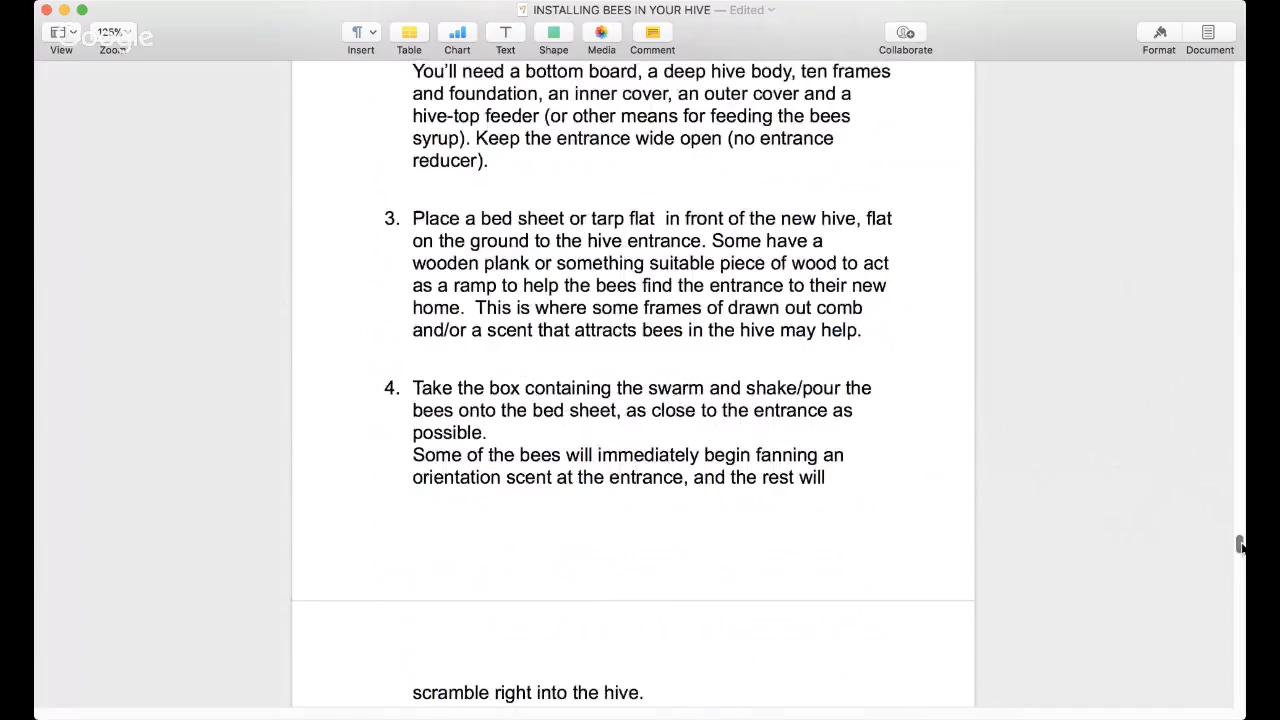 INSTALLING BEES IN YOUR HIVE — Edited
125%
Google
View
Zoom
Insert
Table
Chart
Text
Shape
Media
Comment
Collaborate
Format
Document
You'll need a bottom board, a deep hive body, ten frames
and foundation, an inner cover, an outer cover and a
hive-top feeder (or other means for feeding the bees
syrup). Keep the entrance wide open (no entrance
reducer).
3. Place a bed sheet or tarp flat  in front of the new hive, flat
on the ground to the hive entrance. Some have a
wooden plank or something suitable piece of wood to act
as a ramp to help the bees find the entrance to their new
home.  This is where some frames of drawn out comb
and/or a scent that attracts bees in the hive may help.
4. Take the box containing the swarm and shake/pour the
bees onto the bed sheet, as close to the entrance as
possible.
Some of the bees will immediately begin fanning an
orientation scent at the entrance, and the rest will
scramble right into the hive.